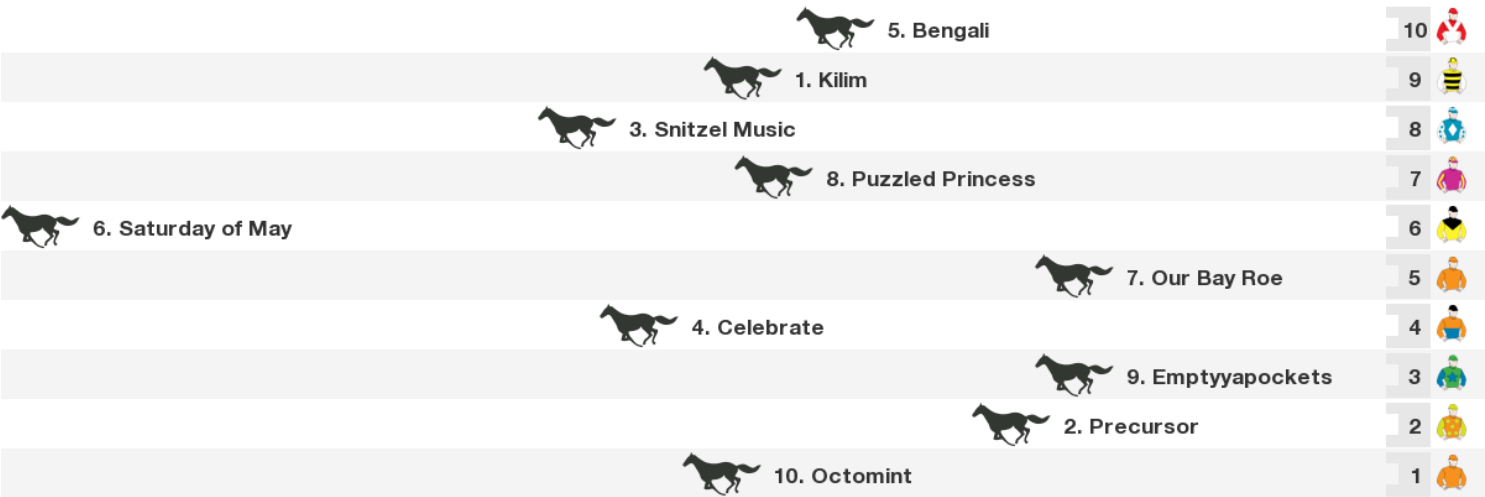 5. Bengali 10
1. Kilim 9
3. Snitzel Music 8
8. Puzzled Princess 7
6. Saturday of May 6
7. Our Bay Roe 5
4. Celebrate 4
9. Emptyyapockets 3
2. Precursor 2
10. Octomint 1